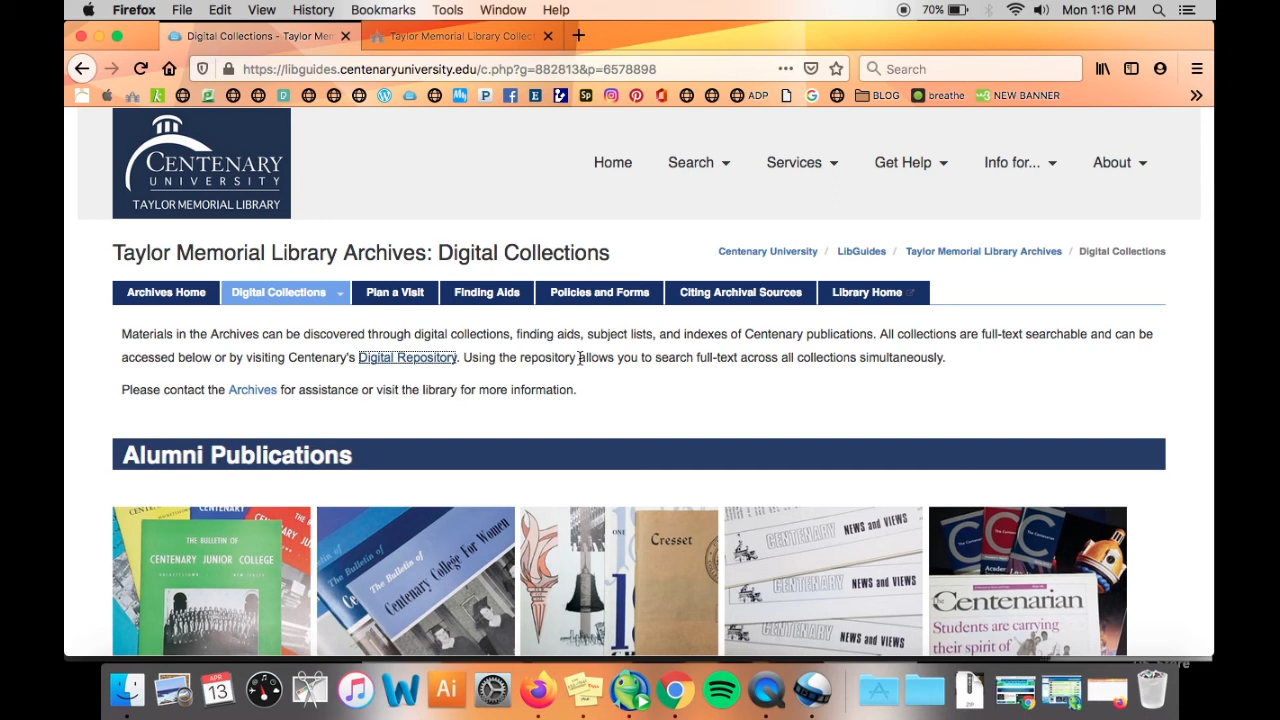 Firefox File Edit View History Bookmarks Tools Window Help 70% Mon 1:16 PM
Digital Collections - Taylor Mem Taylor Memorial Library Collec
https://libguides.centenaryuniversity.edu/c.php?g=882813&p=6578898 Search
ADP BLOG breathe NEW BANNER
CENTENARY
UNIVERSITY
TAYLOR MEMORIAL LIBRARY
Home Search Services Get Help Info for... About
Taylor Memorial Library Archives: Digital Collections
Centenary University / LibGuides / Taylor Memorial Library Archives / Digital Collections
Archives Home Digital Collections Plan a Visit Finding Aids Policies and Forms Citing Archival Sources Library Home
Materials in the Archives can be discovered through digital collections, finding aids, subject lists, and indexes of Centenary publications. All collections are full-text searchable and can be
accessed below or by visiting Centenary's Digital Repository. Using the repository allows you to search full-text across all collections simultaneously.
Please contact the Archives for assistance or visit the library for more information.
Alumni Publications
THE BULLETIN OF
CENTENARY JUNIOR COLLEGE
HACKETTSTOWN NEW JERSEY
The Bulletin of
Centenary College For Women
Cresset
CENTENARY NEWS and VIEWS
CENTENARY NEWS and VIEWS
CENTENARY NEWS and VIEWS
Centenarian
Students are carrying
their spirit of
APR
13
Ai
ZIP